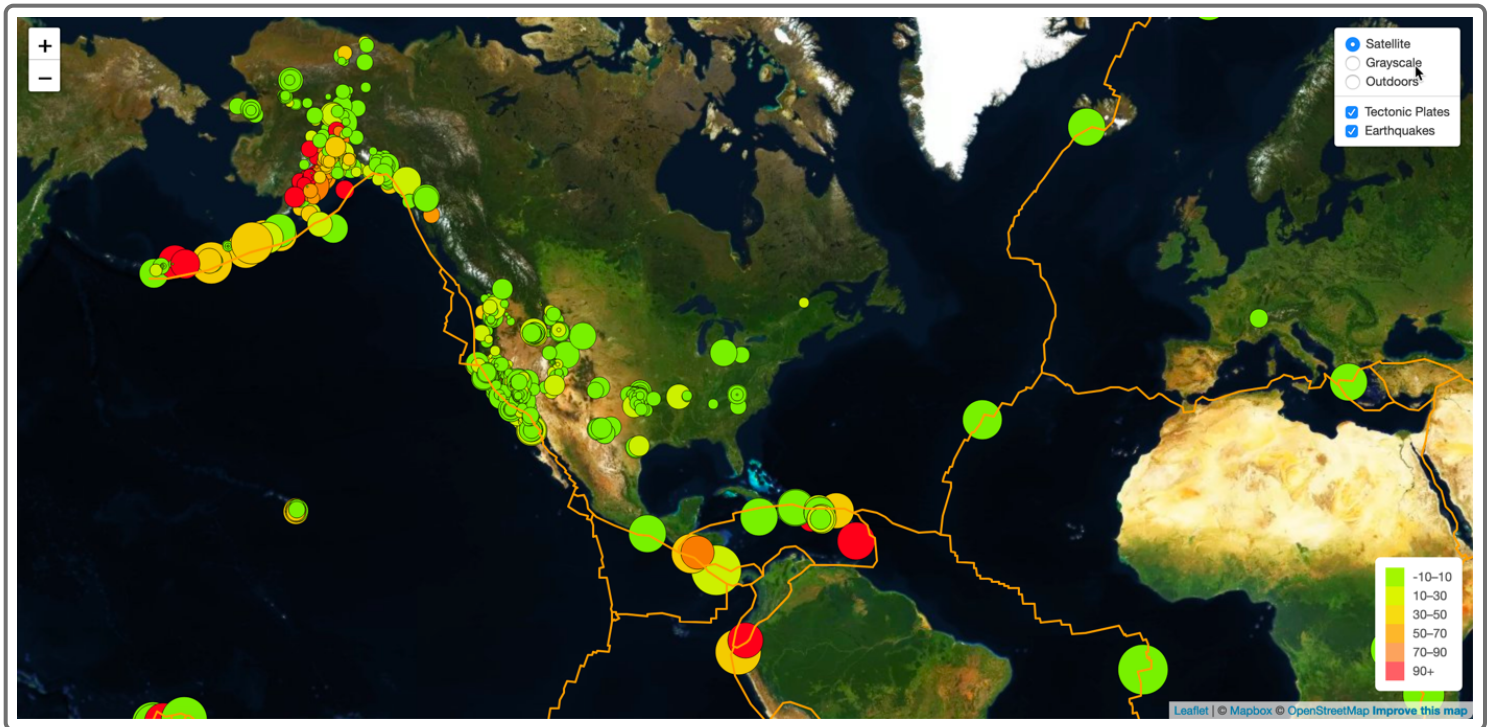 +
−
Satellite
Grayscale
Outdoors
Tectonic Plates
Earthquakes
-10–10
10–30
30–50
50–70
70–90
90+
Leaflet | © Mapbox © OpenStreetMap Improve this map